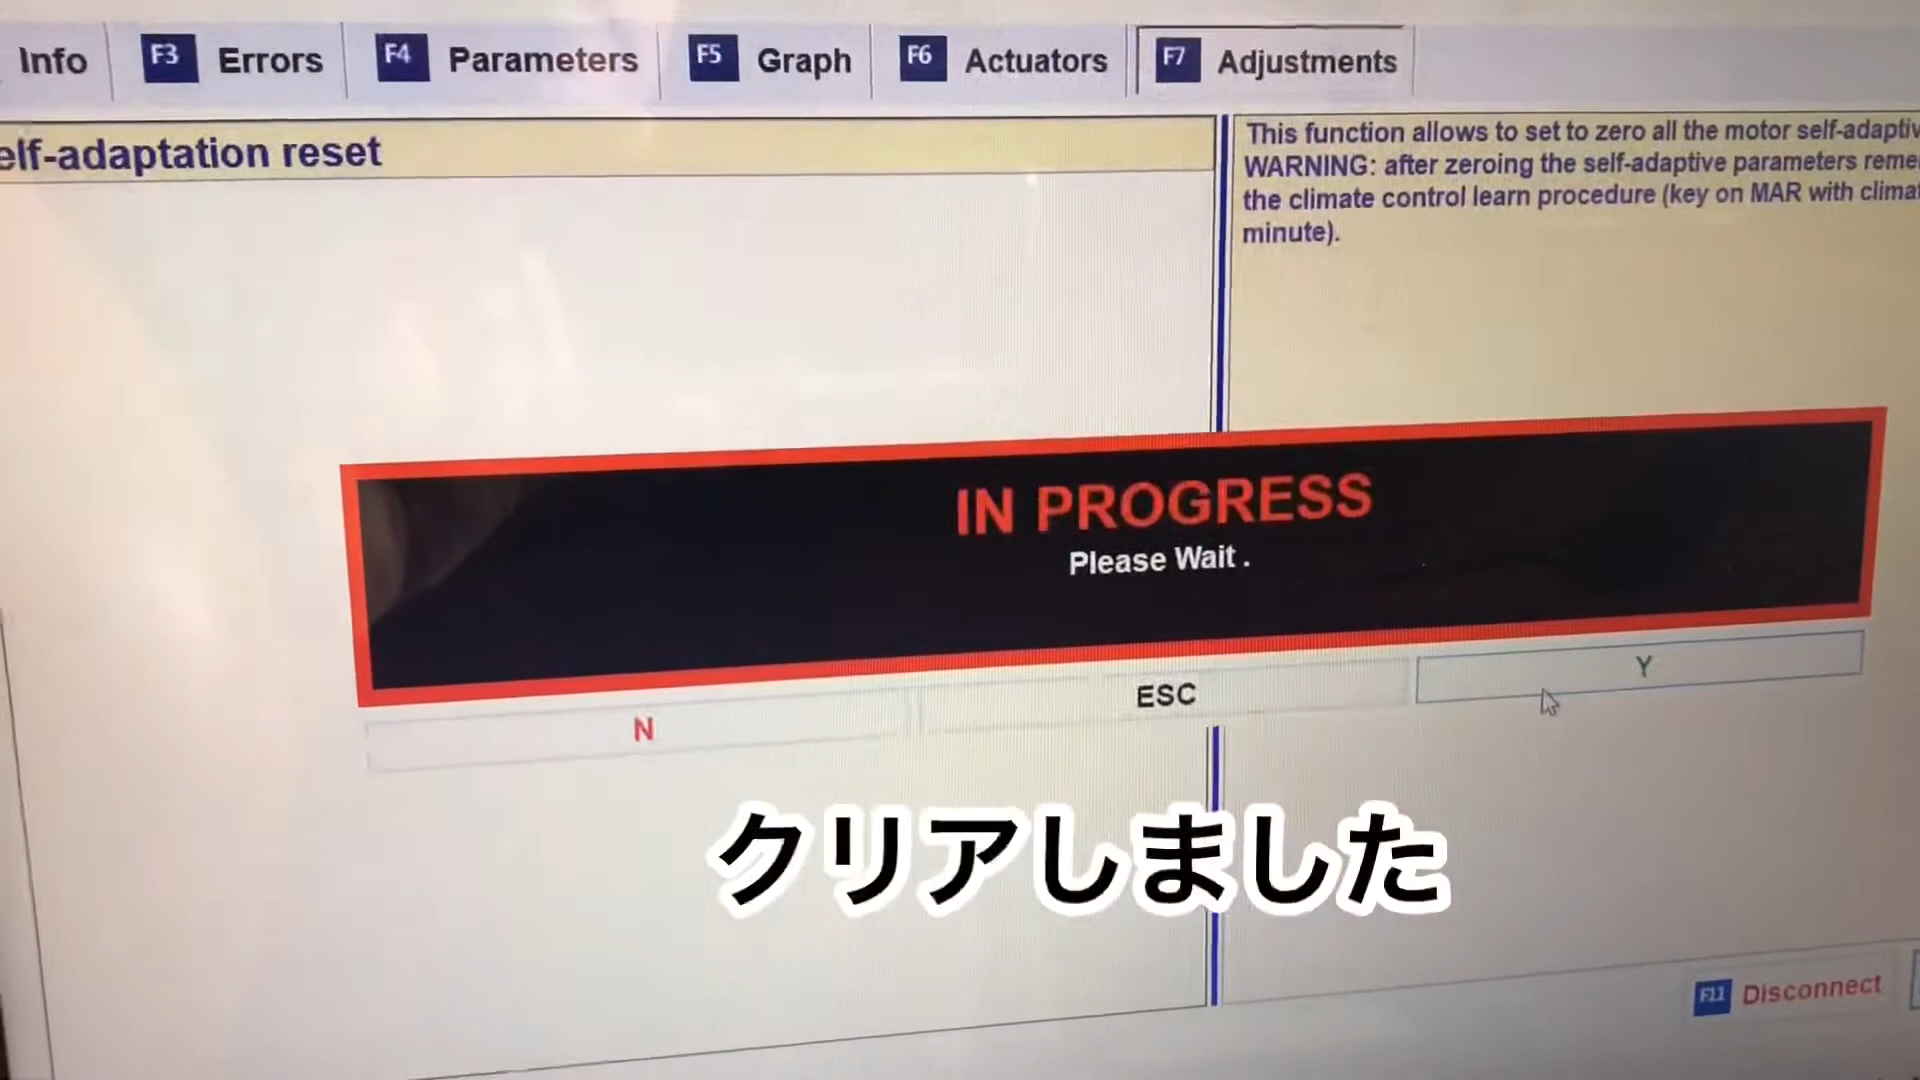 Info F3 Errors F4 Parameters F5 Graph F6 Actuators F7 Adjustments
elf-adaptation reset
This function allows to set to zero all the motor self-adaptiv
WARNING: after zeroing the self-adaptive parameters reme
the climate control learn procedure (key on MAR with clima
minute).
IN PROGRESS
Please Wait .
N ESC Y
クリアしました
F11 Disconnect